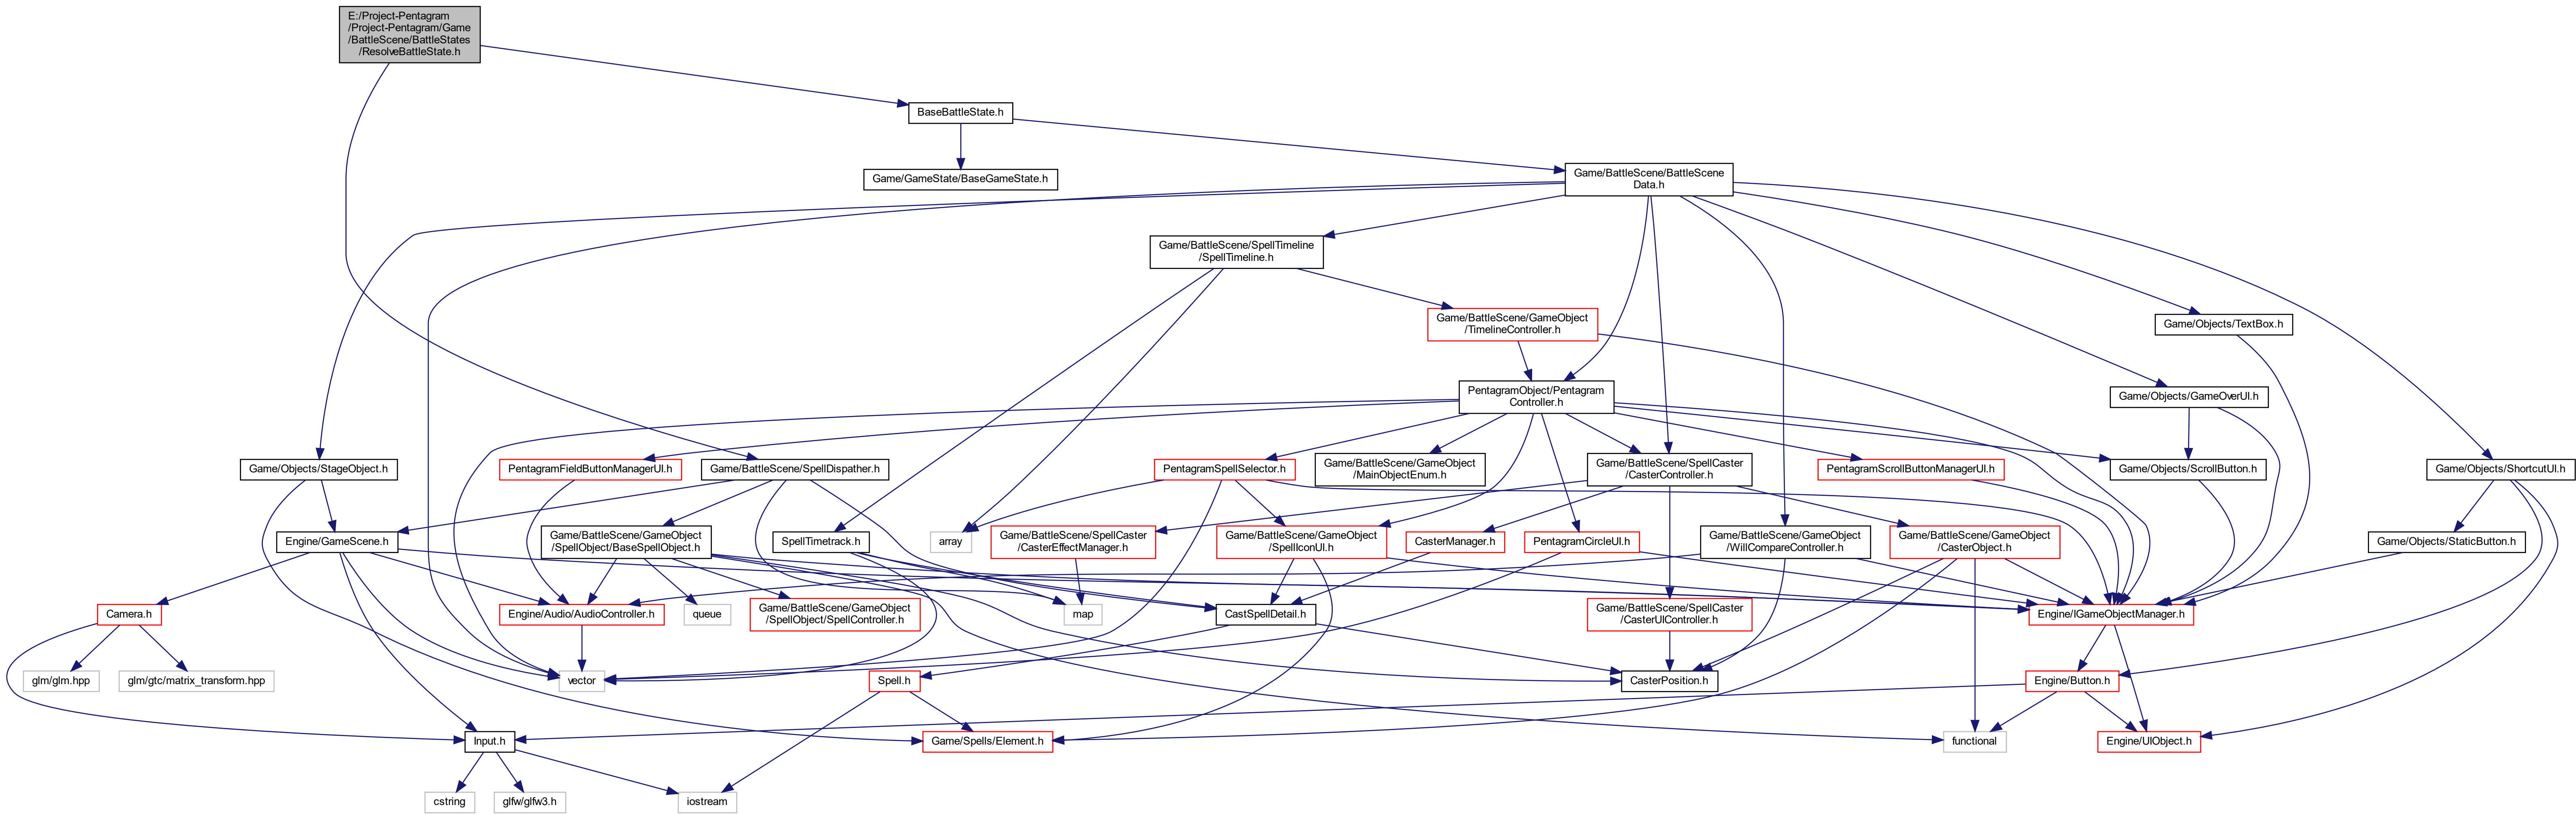 E:/Project-Pentagram
/Project-Pentagram/Game
/BattleScene/BattleStates
/ResolveBattleState.h
BaseBattleState.h
Game/GameState/BaseGameState.h
Game/BattleScene/BattleScene
Data.h
Game/BattleScene/SpellTimeline
/SpellTimeline.h
Game/BattleScene/GameObject
/TimelineController.h
Game/Objects/TextBox.h
PentagramObject/Pentagram
Controller.h
Game/Objects/GameOverUI.h
Game/Objects/StageObject.h
PentagramFieldButtonManagerUI.h
Game/BattleScene/SpellDispather.h
PentagramSpellSelector.h
Game/BattleScene/GameObject
/MainObjectEnum.h
Game/BattleScene/SpellCaster
/CasterController.h
PentagramScrollButtonManagerUI.h
Game/Objects/ScrollButton.h
Game/Objects/ShortcutUI.h
Engine/GameScene.h
Game/BattleScene/GameObject
/SpellObject/BaseSpellObject.h
SpellTimetrack.h
array
Game/BattleScene/SpellCaster
/CasterEffectManager.h
Game/BattleScene/GameObject
/SpellIconUI.h
CasterManager.h
PentagramCircleUI.h
Game/BattleScene/GameObject
/WillCompareController.h
Game/BattleScene/GameObject
/CasterObject.h
Game/Objects/StaticButton.h
Camera.h
Engine/Audio/AudioController.h
queue
Game/BattleScene/GameObject
/SpellObject/SpellController.h
map
CastSpellDetail.h
Game/BattleScene/SpellCaster
/CasterUIController.h
Engine/IGameObjectManager.h
glm/glm.hpp
glm/gtc/matrix_transform.hpp
vector
Spell.h
CasterPosition.h
Engine/Button.h
Input.h
Game/Spells/Element.h
functional
Engine/UIObject.h
cstring
glfw/glfw3.h
iostream